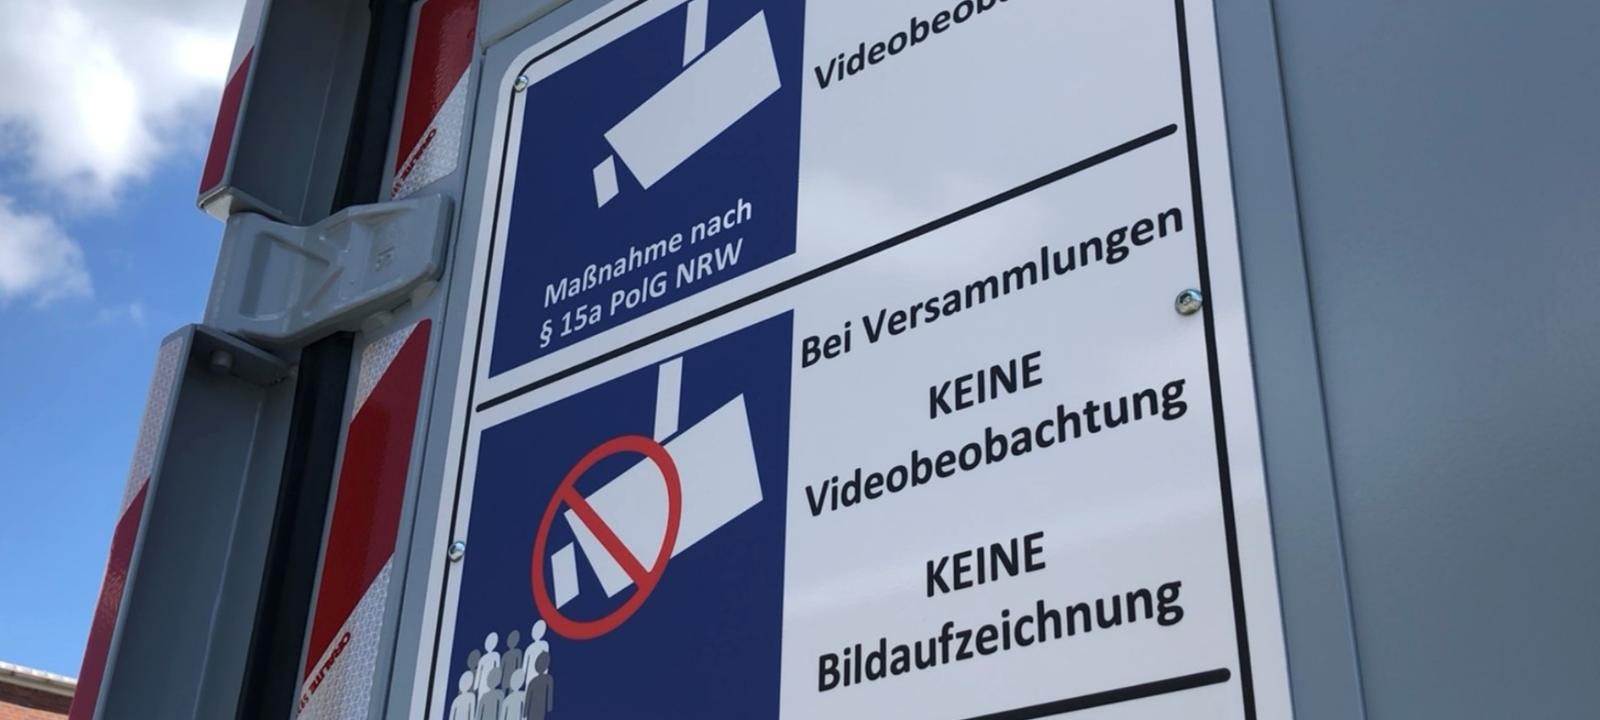 Maßnahme nach
§ 15a PolG NRW
Bei Versammlungen
KEINE
Videobeobachtung
KEINE
Bildaufzeichnung